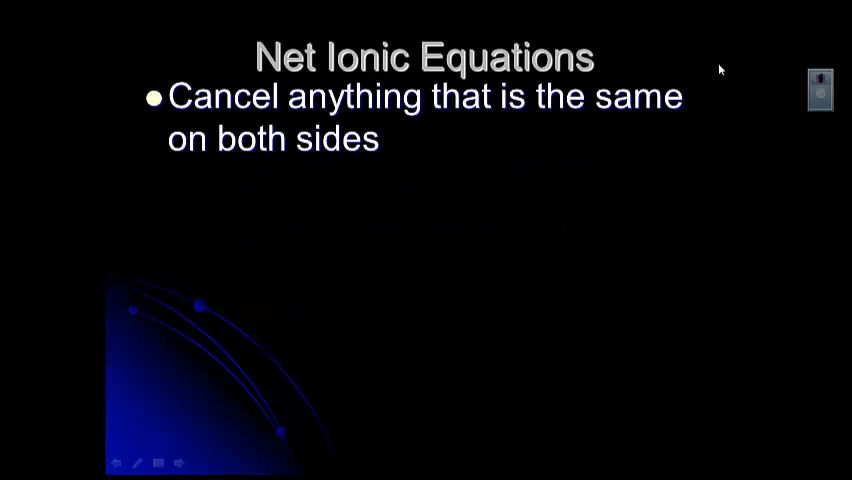 Net Ionic Equations
Cancel anything that is the same
on both sides